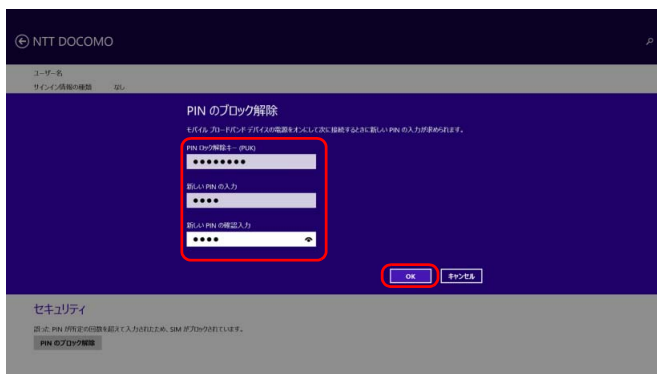 NTT DOCOMO
ユーザー名
サインイン情報の種類 なし
PIN のブロック解除
モバイル ブロードバンド デバイスの電源をオンにして次に接続するときに新しい PIN の入力が求められます。
PIN ロック解除キー (PUK)
●●●●●●●●
新しい PIN の入力
●●●●
新しい PIN の確認入力
●●●●
OK キャンセル
セキュリティ
誤った PIN が所定の回数を超えて入力されたため、SIM がブロックされています。
PIN のブロック解除